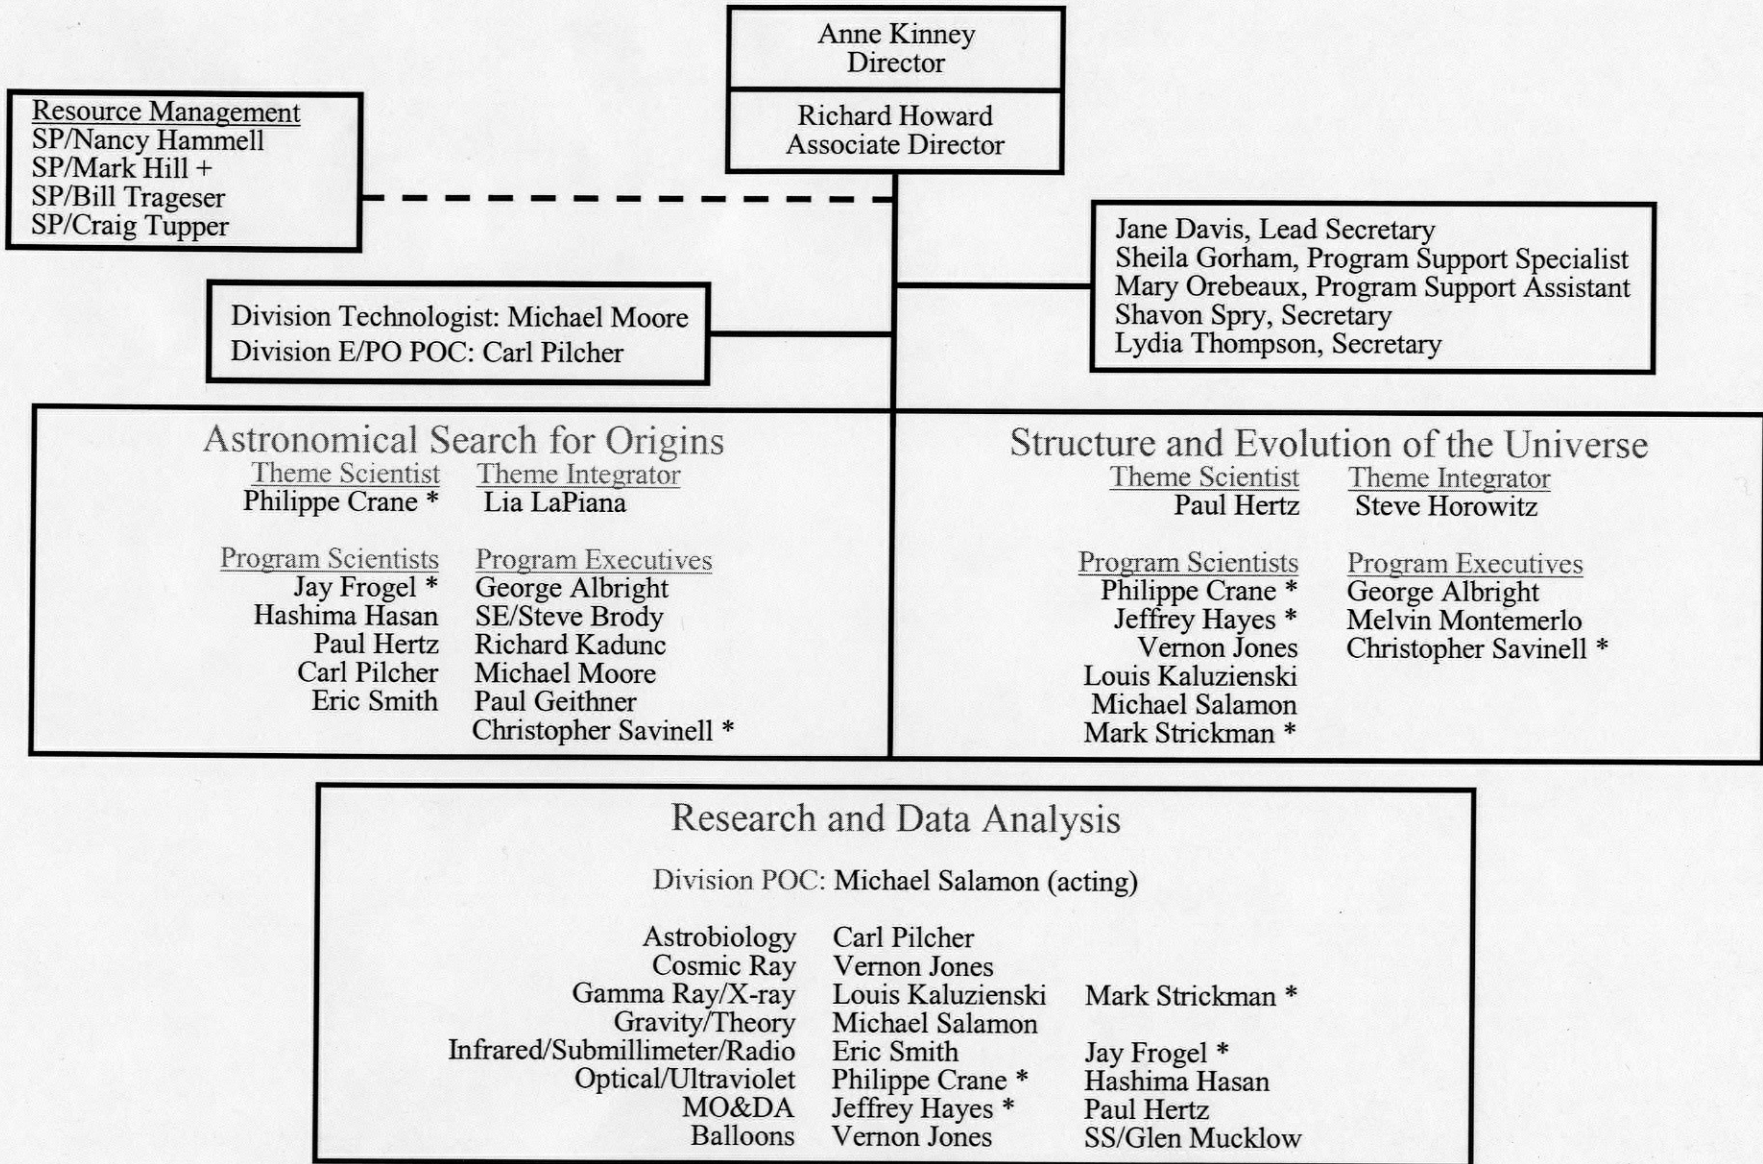 Anne Kinney
Director
Richard Howard
Associate Director
Resource Management
SP/Nancy Hammell
SP/Mark Hill +
SP/Bill Trageser
SP/Craig Tupper
Jane Davis, Lead Secretary
Sheila Gorham, Program Support Specialist
Mary Orebeaux, Program Support Assistant
Shavon Spry, Secretary
Lydia Thompson, Secretary
Division Technologist: Michael Moore
Division E/PO POC: Carl Pilcher
Astronomical Search for Origins
Theme Scientist Theme Integrator
Philippe Crane * Lia LaPiana
Program Scientists Program Executives
Jay Frogel * George Albright
Hashima Hasan SE/Steve Brody
Paul Hertz Richard Kadunc
Carl Pilcher Michael Moore
Eric Smith Paul Geithner
Christopher Savinell *
Structure and Evolution of the Universe
Theme Scientist Theme Integrator
Paul Hertz Steve Horowitz
Program Scientists Program Executives
Philippe Crane * George Albright
Jeffrey Hayes * Melvin Montemerlo
Vernon Jones Christopher Savinell *
Louis Kaluzienski
Michael Salamon
Mark Strickman *
Research and Data Analysis
Division POC: Michael Salamon (acting)
Astrobiology Carl Pilcher
Cosmic Ray Vernon Jones
Gamma Ray/X-ray Louis Kaluzienski Mark Strickman *
Gravity/Theory Michael Salamon
Infrared/Submillimeter/Radio Eric Smith Jay Frogel *
Optical/Ultraviolet Philippe Crane * Hashima Hasan
MO&DA Jeffrey Hayes * Paul Hertz
Balloons Vernon Jones SS/Glen Mucklow